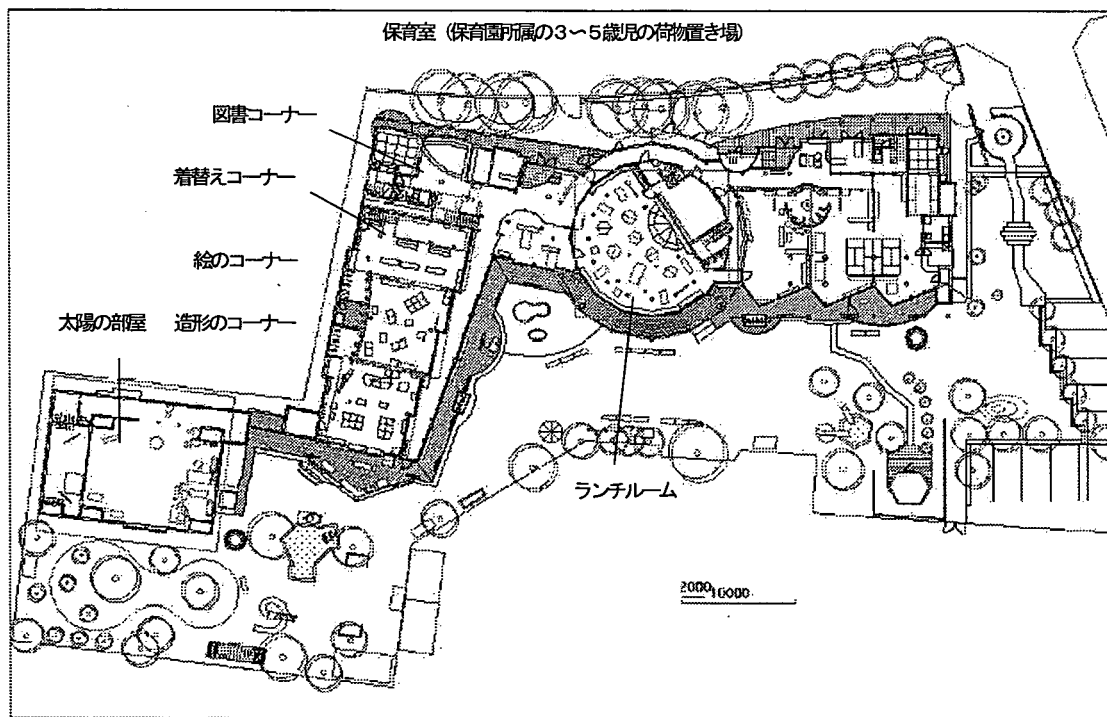 保育室（保育園所属の３〜５歳児の荷物置き場）
図書コーナー
着替えコーナー
絵のコーナー
太陽の部屋　造形のコーナー
ランチルーム
2000 10000